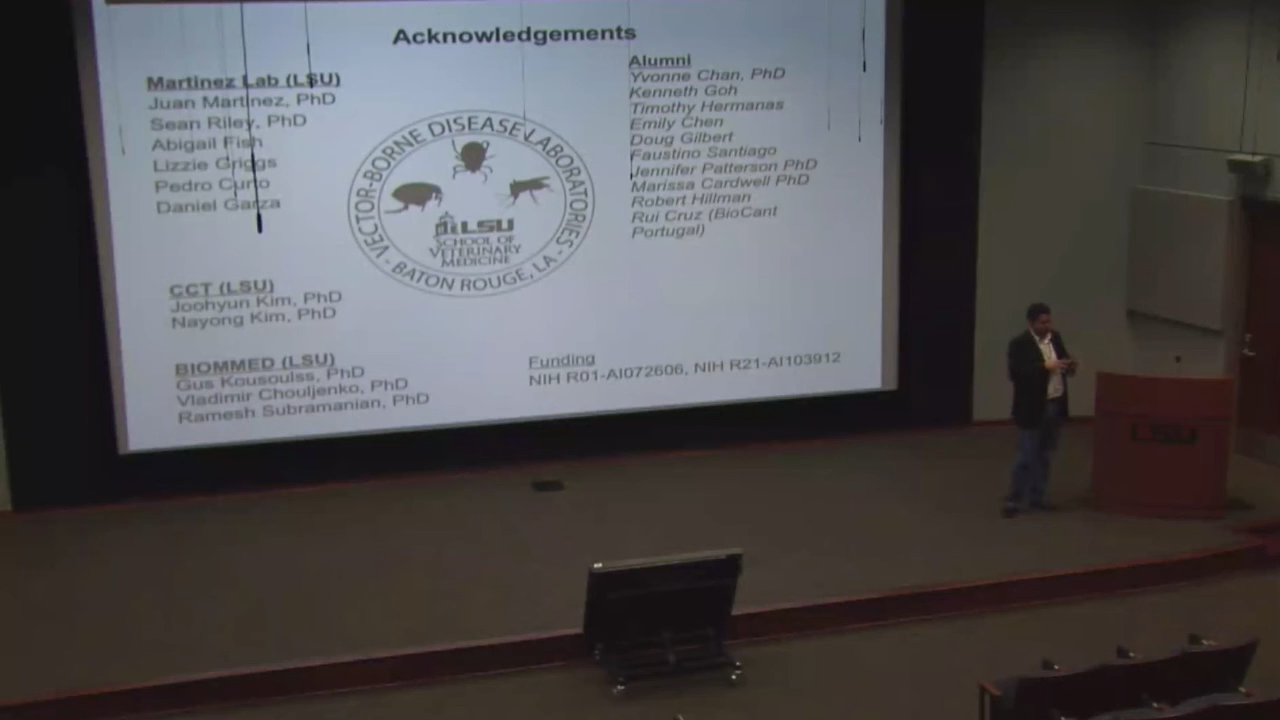 Acknowledgements
Martinez Lab (LSU)
Juan Martinez, PhD
Sean Riley, PhD
Abigail Fish
Lizzie Griggs
Pedro Curto
Daniel Garza
CCT (LSU)
Joohyun Kim, PhD
Nayong Kim, PhD
BIOMMED (LSU)
Gus Kousoulss, PhD
Vladimir Chouljenko, PhD
Ramesh Subramanian, PhD
VECTOR-BORNE DISEASE LABORATORIES
LSU
SCHOOL OF
VETERINARY
MEDICINE
- BATON ROUGE, LA -
Alumni
Yvonne Chan, PhD
Kenneth Goh
Timothy Hermanas
Emily Chen
Doug Gilbert
Faustino Santiago
Jennifer Patterson PhD
Marissa Cardwell PhD
Robert Hillman
Rui Cruz (BioCant
Portugal)
Funding
NIH R01-AI072606, NIH R21-AI103912
LSU